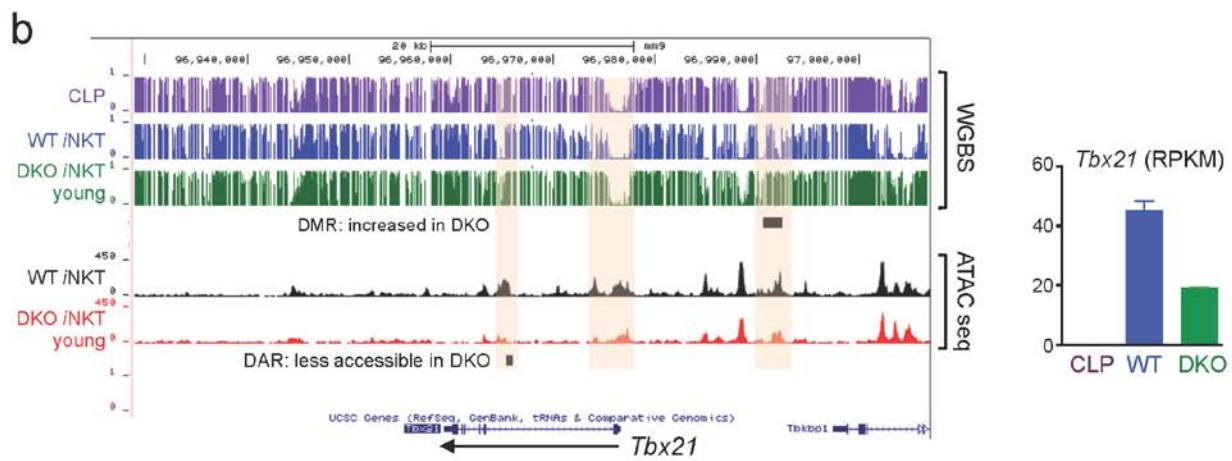 b
20 kb mm9
96,940,000 96,950,000 96,960,000 96,970,000 96,980,000 96,990,000 97,000,000
1
CLP
0
1
WT iNKT
0
1
DKO iNKT
young
0
WGBS
DMR: increased in DKO
450
WT iNKT
0
450
DKO iNKT
young
0
ATAC seq
DAR: less accessible in DKO
1
0
UCSC Genes (RefSeq, GenBank, tRNAs & Comparative Genomics)
Tbx21
Tbkbp1
Tbx21
Tbx21 (RPKM)
60
40
20
0
CLP WT DKO